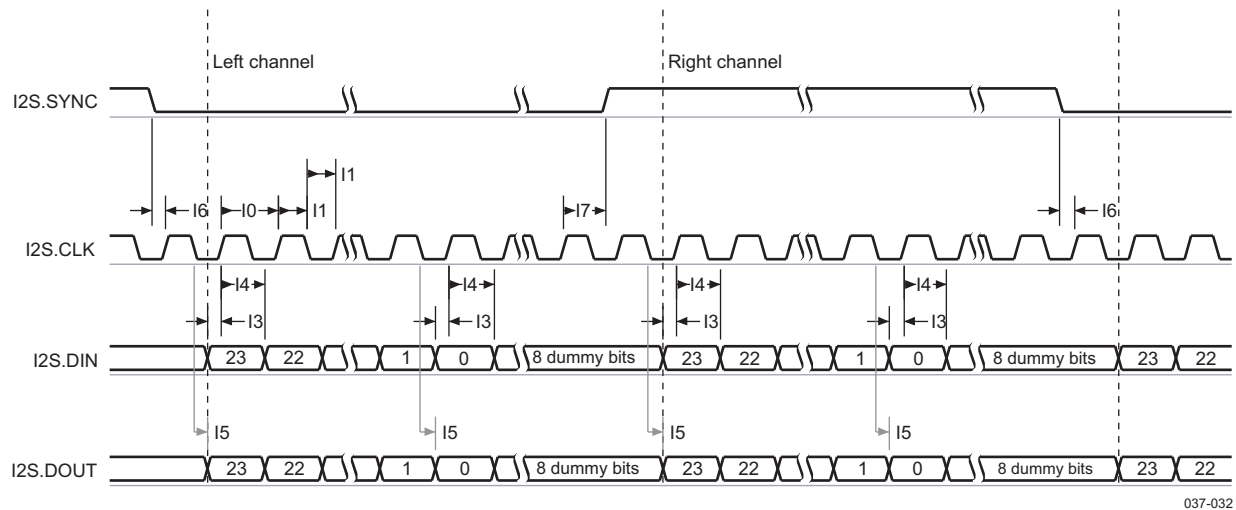 Left channel
Right channel
I2S.SYNC
I1
I6
I0
I1
I7
I6
I2S.CLK
I4
I4
I4
I4
I3
I3
I3
I3
I2S.DIN
23 22 1 0 8 dummy bits 23 22 1 0 8 dummy bits 23 22
I5
I5
I5
I5
I2S.DOUT
23 22 1 0 8 dummy bits 23 22 1 0 8 dummy bits 23 22
037-032